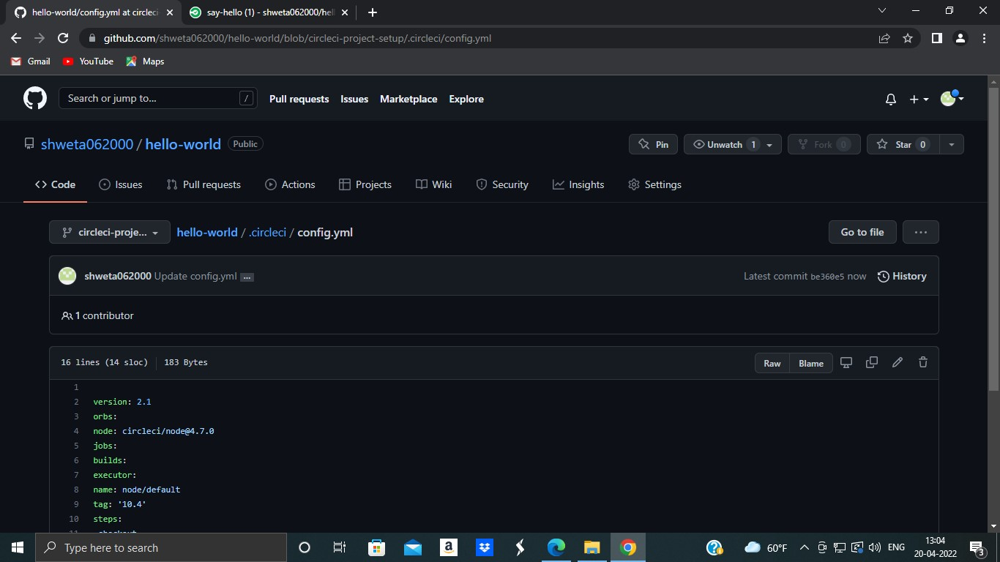 hello-world/config.yml at circleci
say-hello (1) - shweta062000/hell
github.com/shweta062000/hello-world/blob/circleci-project-setup/.circleci/config.yml
Gmail YouTube Maps
Search or jump to... /
Pull requests Issues Marketplace Explore
shweta062000 / hello-world Public
Pin Unwatch 1 Fork 0 Star 0
Code Issues Pull requests Actions Projects Wiki Security Insights Settings
circleci-proje... hello-world / .circleci / config.yml Go to file ...
shweta062000 Update config.yml ... Latest commit be360e5 now History
1 contributor
16 lines (14 sloc) 183 Bytes Raw Blame
1
2 version: 2.1
3 orbs:
4 node: circleci/node@4.7.0
5 jobs:
6 builds:
7 executor:
8 name: node/default
9 tag: '10.4'
10 steps:
Type here to search
60°F ENG
13:04
20-04-2022
3